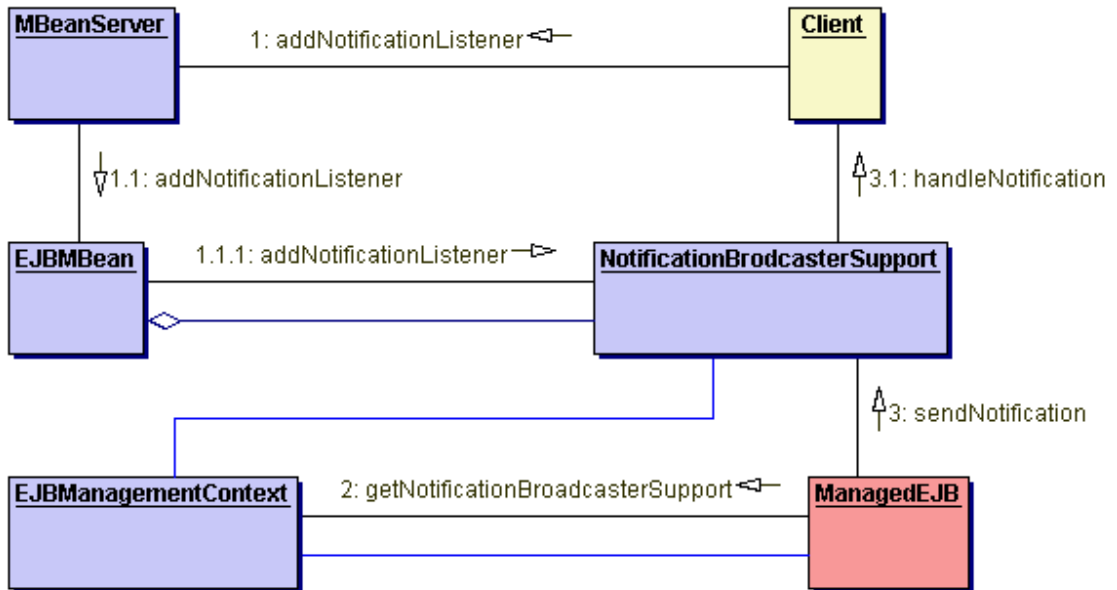 MBeanServer
1: addNotificationListener
Client
1.1: addNotificationListener
3.1: handleNotification
EJBMBean
1.1.1: addNotificationListener
NotificationBrodcasterSupport
3: sendNotification
EJBManagementContext
2: getNotificationBroadcasterSupport
ManagedEJB